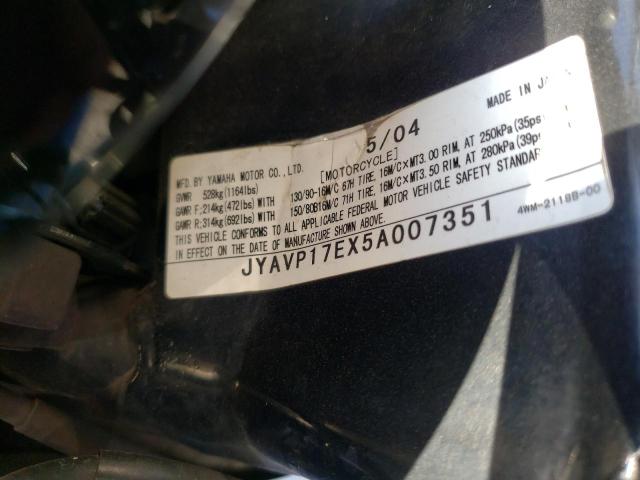 MFD. BY YAMAHA MOTOR CO., LTD. 5/04 MADE IN
[MOTORCYCLE]
GVWR 528kg (1164lbs)
GAWR F;214kg(472lbs) WITH 130/90-16M/C 67H TIRE, 16M/C×MT3.00 RIM, AT 250kPa(35ps
GAWR R;314kg(692lbs) WITH 150/80B16M/C 71H TIRE, 16M/C×MT3.50 RIM, AT 280kPa(39p
THIS VEHICLE CONFORMS TO ALL APPLICABLE FEDERAL MOTOR VEHICLE SAFETY STANDAR
IN EFFECT ON THE DATE OF MANUFACTURE SHOWN ABOVE.
JYAVP17EX5A007351 4WM-2118B-00